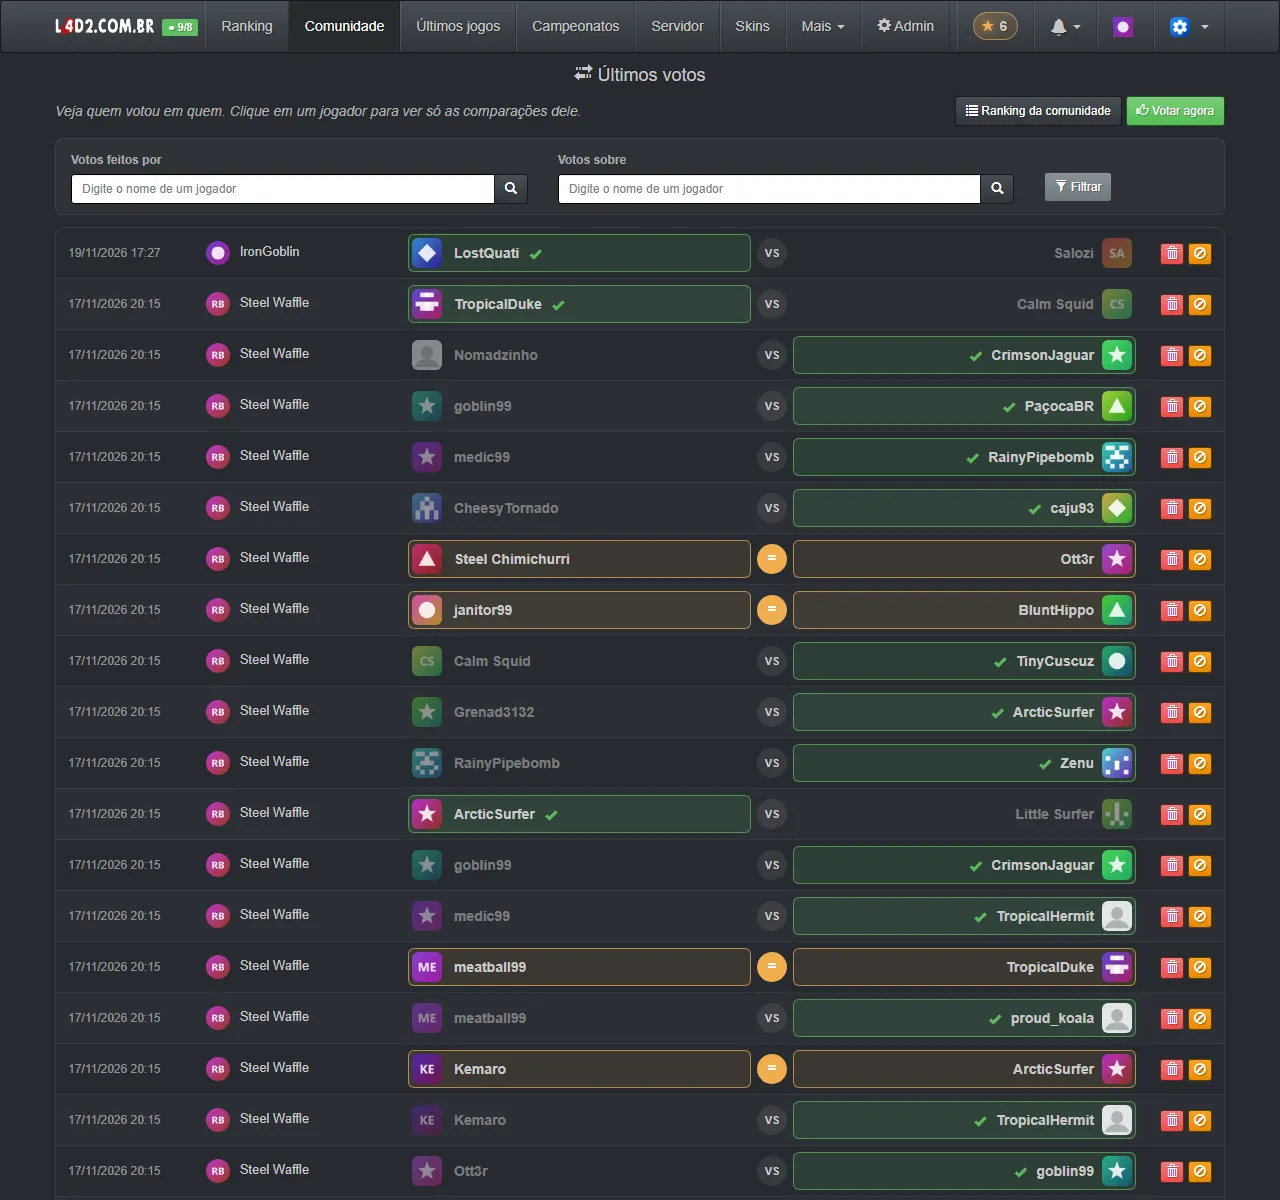 L4D2.COM.BR 9/8 Ranking Comunidade Últimos jogos Campeonatos Servidor Skins Mais Admin 6
Últimos votos
Veja quem votou em quem. Clique em um jogador para ver só as comparações dele. Ranking da comunidade Votar agora
Votos feitos por Votos sobre
Digite o nome de um jogador Digite o nome de um jogador Filtrar
19/11/2026 17:27 IronGoblin LostQuati VS Salozi SA
17/11/2026 20:15 RB Steel Waffle TropicalDuke VS Calm Squid CS
17/11/2026 20:15 RB Steel Waffle Nomadzinho VS CrimsonJaguar
17/11/2026 20:15 RB Steel Waffle goblin99 VS PaçocaBR
17/11/2026 20:15 RB Steel Waffle medic99 VS RainyPipebomb
17/11/2026 20:15 RB Steel Waffle CheesyTornado VS caju93
17/11/2026 20:15 RB Steel Waffle Steel Chimichurri = Ott3r
17/11/2026 20:15 RB Steel Waffle janitor99 = BluntHippo
17/11/2026 20:15 RB Steel Waffle CS Calm Squid VS TinyCuscuz
17/11/2026 20:15 RB Steel Waffle Grenad3132 VS ArcticSurfer
17/11/2026 20:15 RB Steel Waffle RainyPipebomb VS Zenu
17/11/2026 20:15 RB Steel Waffle ArcticSurfer VS Little Surfer
17/11/2026 20:15 RB Steel Waffle goblin99 VS CrimsonJaguar
17/11/2026 20:15 RB Steel Waffle medic99 VS TropicalHermit
17/11/2026 20:15 RB Steel Waffle ME meatball99 = TropicalDuke
17/11/2026 20:15 RB Steel Waffle ME meatball99 VS proud_koala
17/11/2026 20:15 RB Steel Waffle KE Kemaro = ArcticSurfer
17/11/2026 20:15 RB Steel Waffle KE Kemaro VS TropicalHermit
17/11/2026 20:15 RB Steel Waffle Ott3r VS goblin99